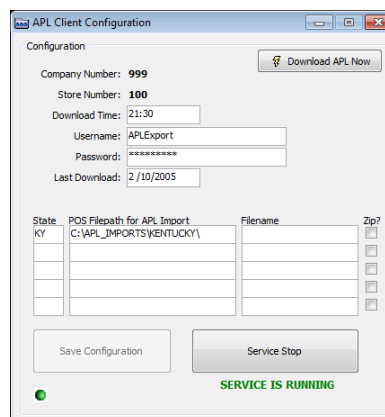 APL Client Configuration
Configuration
Download APL Now
Company Number: 999
Store Number: 100
Download Time: 21:30
Username: APLExport
Password: *********
Last Download: 2 /10/2005
State POS Filepath for APL Import Filename Zip?
KY C:\APL_IMPORTS\KENTUCKY\
Save Configuration Service Stop
SERVICE IS RUNNING